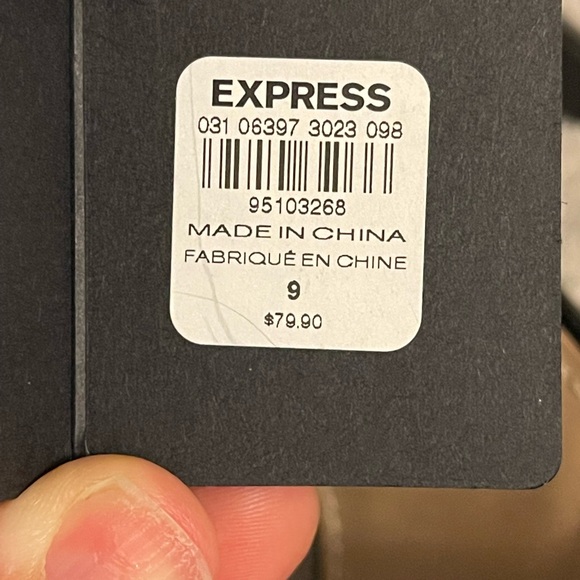 EXPRESS
031 06397 3023 098
95103268
MADE IN CHINA
FABRIQUÉ EN CHINE
9
$79.90